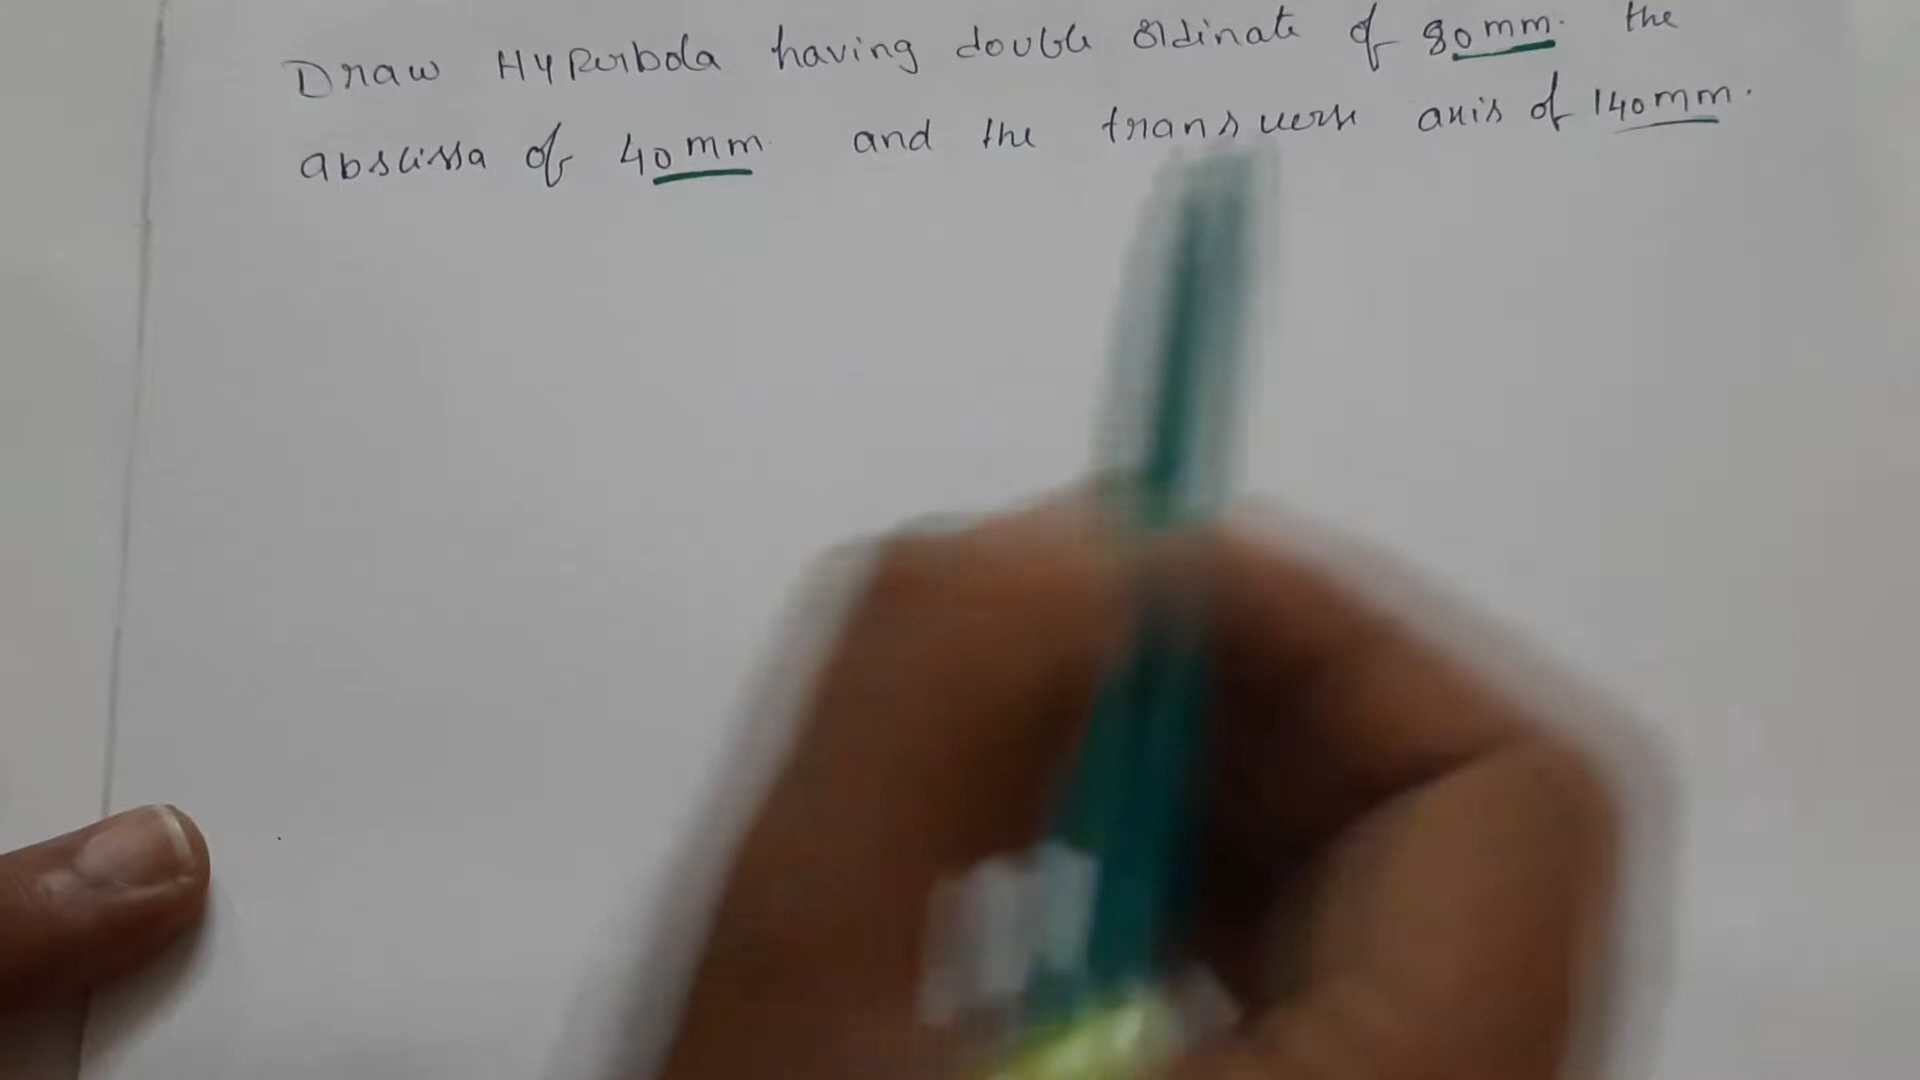 Draw Hyperbola having double ordinate of 80mm. the
abscissa of 40mm and the transverse axis of 140mm.